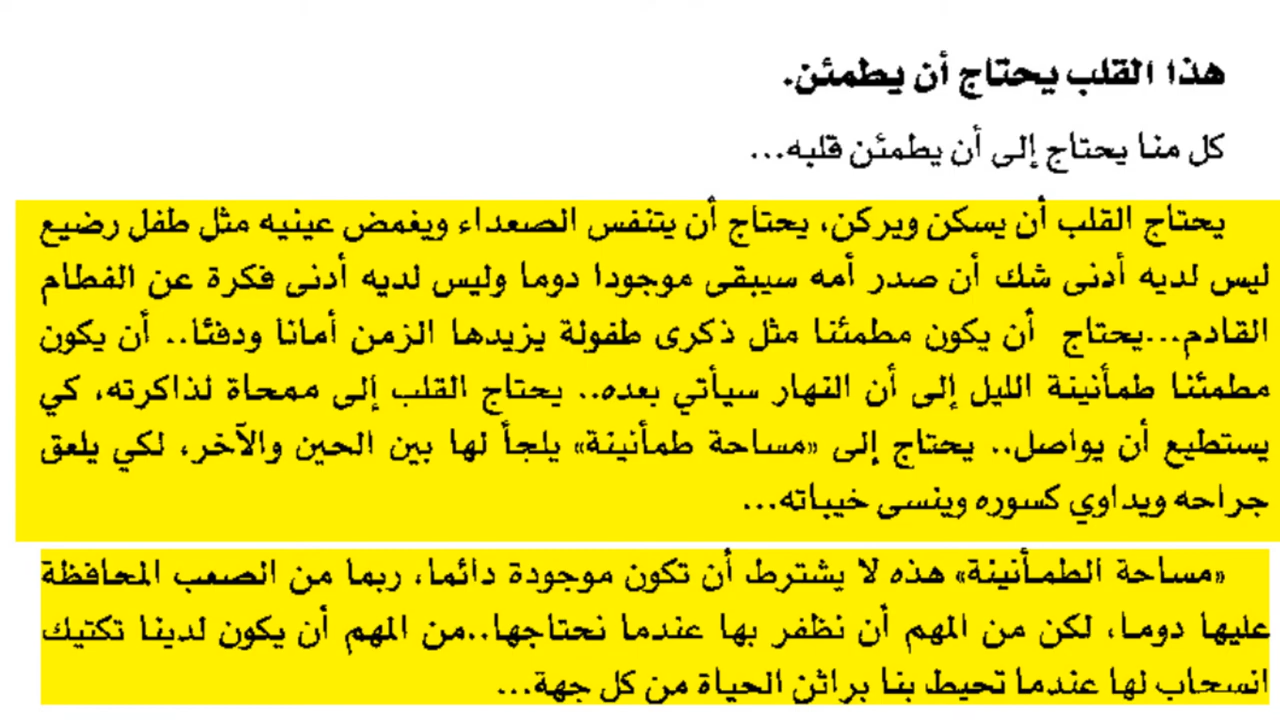 هذا القلب يحتاج أن يطمئن.
كل منا يحتاج إلى أن يطمئن قلبه...
يحتاج القلب أن يسكن ويركن، يحتاج أن يتنفس الصعداء ويغمض عينيه مثل طفل رضيع
ليس لديه أدنى شك أن صدر أمه سيبقى موجودا دوما وليس لديه أدنى فكرة عن الفطام
القادم...يحتاج أن يكون مطمئنا مثل ذكرى طفولة يزيدها الزمن أمانا ودفئا.. أن يكون
مطمئنا طمأنينة الليل إلى أن النهار سيأتي بعده.. يحتاج القلب إلى ممحاة لذاكرته، كي
يستطيع أن يواصل.. يحتاج إلى «مساحة طمأنينة» يلجأ لها بين الحين والآخر، لكي يلعق
جراحه ويداوي كسوره وينسى خيباته...
«مساحة الطمأنينة» هذه لا يشترط أن تكون موجودة دائما، ربما من الصعب المحافظة
عليها دوما، لكن من المهم أن نظفر بها عندما نحتاجها..من المهم أن يكون لدينا تكتيك
انسحاب لها عندما تحيط بنا براثن الحياة من كل جهة...